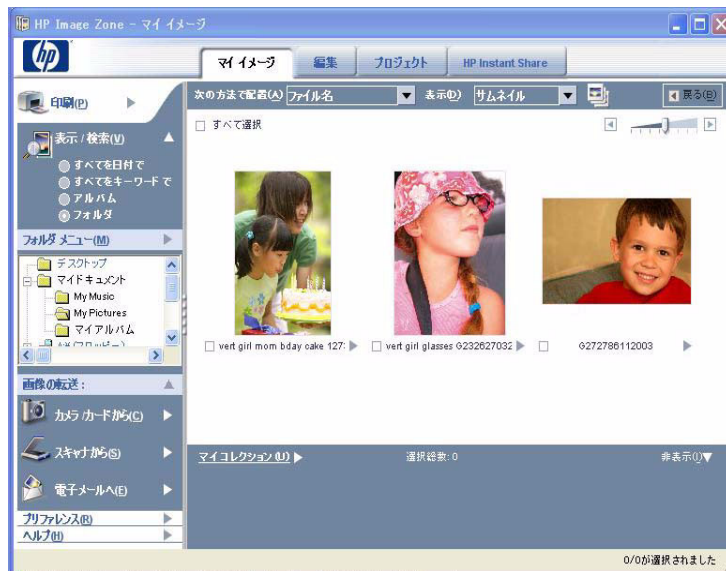 HP Image Zone - マイ イメージ
hp
マイ イメージ
編集
プロジェクト
HP Instant Share
印刷(P)
次の方法で配置(A) ファイル名
表示(D) サムネイル
戻る(B)
表示 / 検索(V)
すべてを日付で
すべてをキーワードで
アルバム
フォルダ
すべて選択
フォルダ メニュー(M)
デスクトップ
マイドキュメント
My Music
My Pictures
マイアルバム
vert girl mom bday cake 127
vert girl glasses G232627032
G272786112003
画像の転送 :
カメラ /カードから(C)
スキャナから(S)
電子メールへ(E)
マイコレクション(U)
選択総数: 0
非表示(I)
プリファレンス(R)
ヘルプ(H)
0/0が選択されました